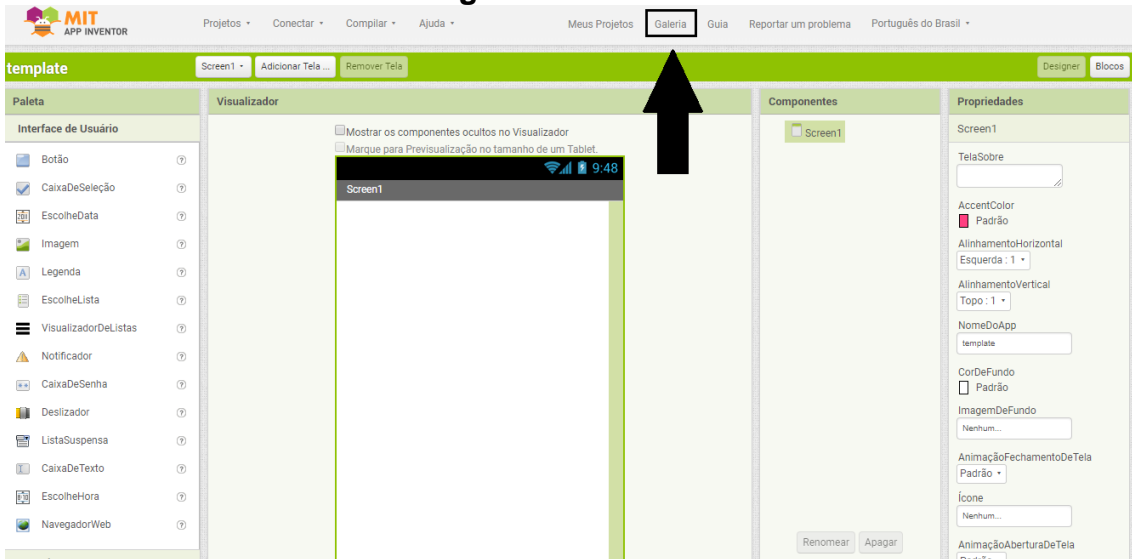 MIT
APP INVENTOR
Projetos Conectar Compilar Ajuda Meus Projetos Galeria Guia Reportar um problema Português do Brasil
template Screen1 Adicionar Tela ... Remover Tela Designer Blocos
Paleta
Interface de Usuário
Botão
CaixaDeSeleção
EscolheData
Imagem
Legenda
EscolheLista
VisualizadorDeListas
Notificador
CaixaDeSenha
Deslizador
ListaSuspensa
CaixaDeTexto
EscolheHora
NavegadorWeb
Visualizador
Mostrar os componentes ocultos no Visualizador
Marque para Previsualização no tamanho de um Tablet.
9:48
Screen1
Componentes
Screen1
Renomear Apagar
Propriedades
Screen1
TelaSobre
AccentColor
Padrão
AlinhamentoHorizontal
Esquerda : 1
AlinhamentoVertical
Topo : 1
NomeDoApp
template
CorDeFundo
Padrão
ImagemDeFundo
Nenhum...
AnimaçãoFechamentoDeTela
Padrão
Ícone
Nenhum...
AnimaçãoAberturaDeTela
Padrão